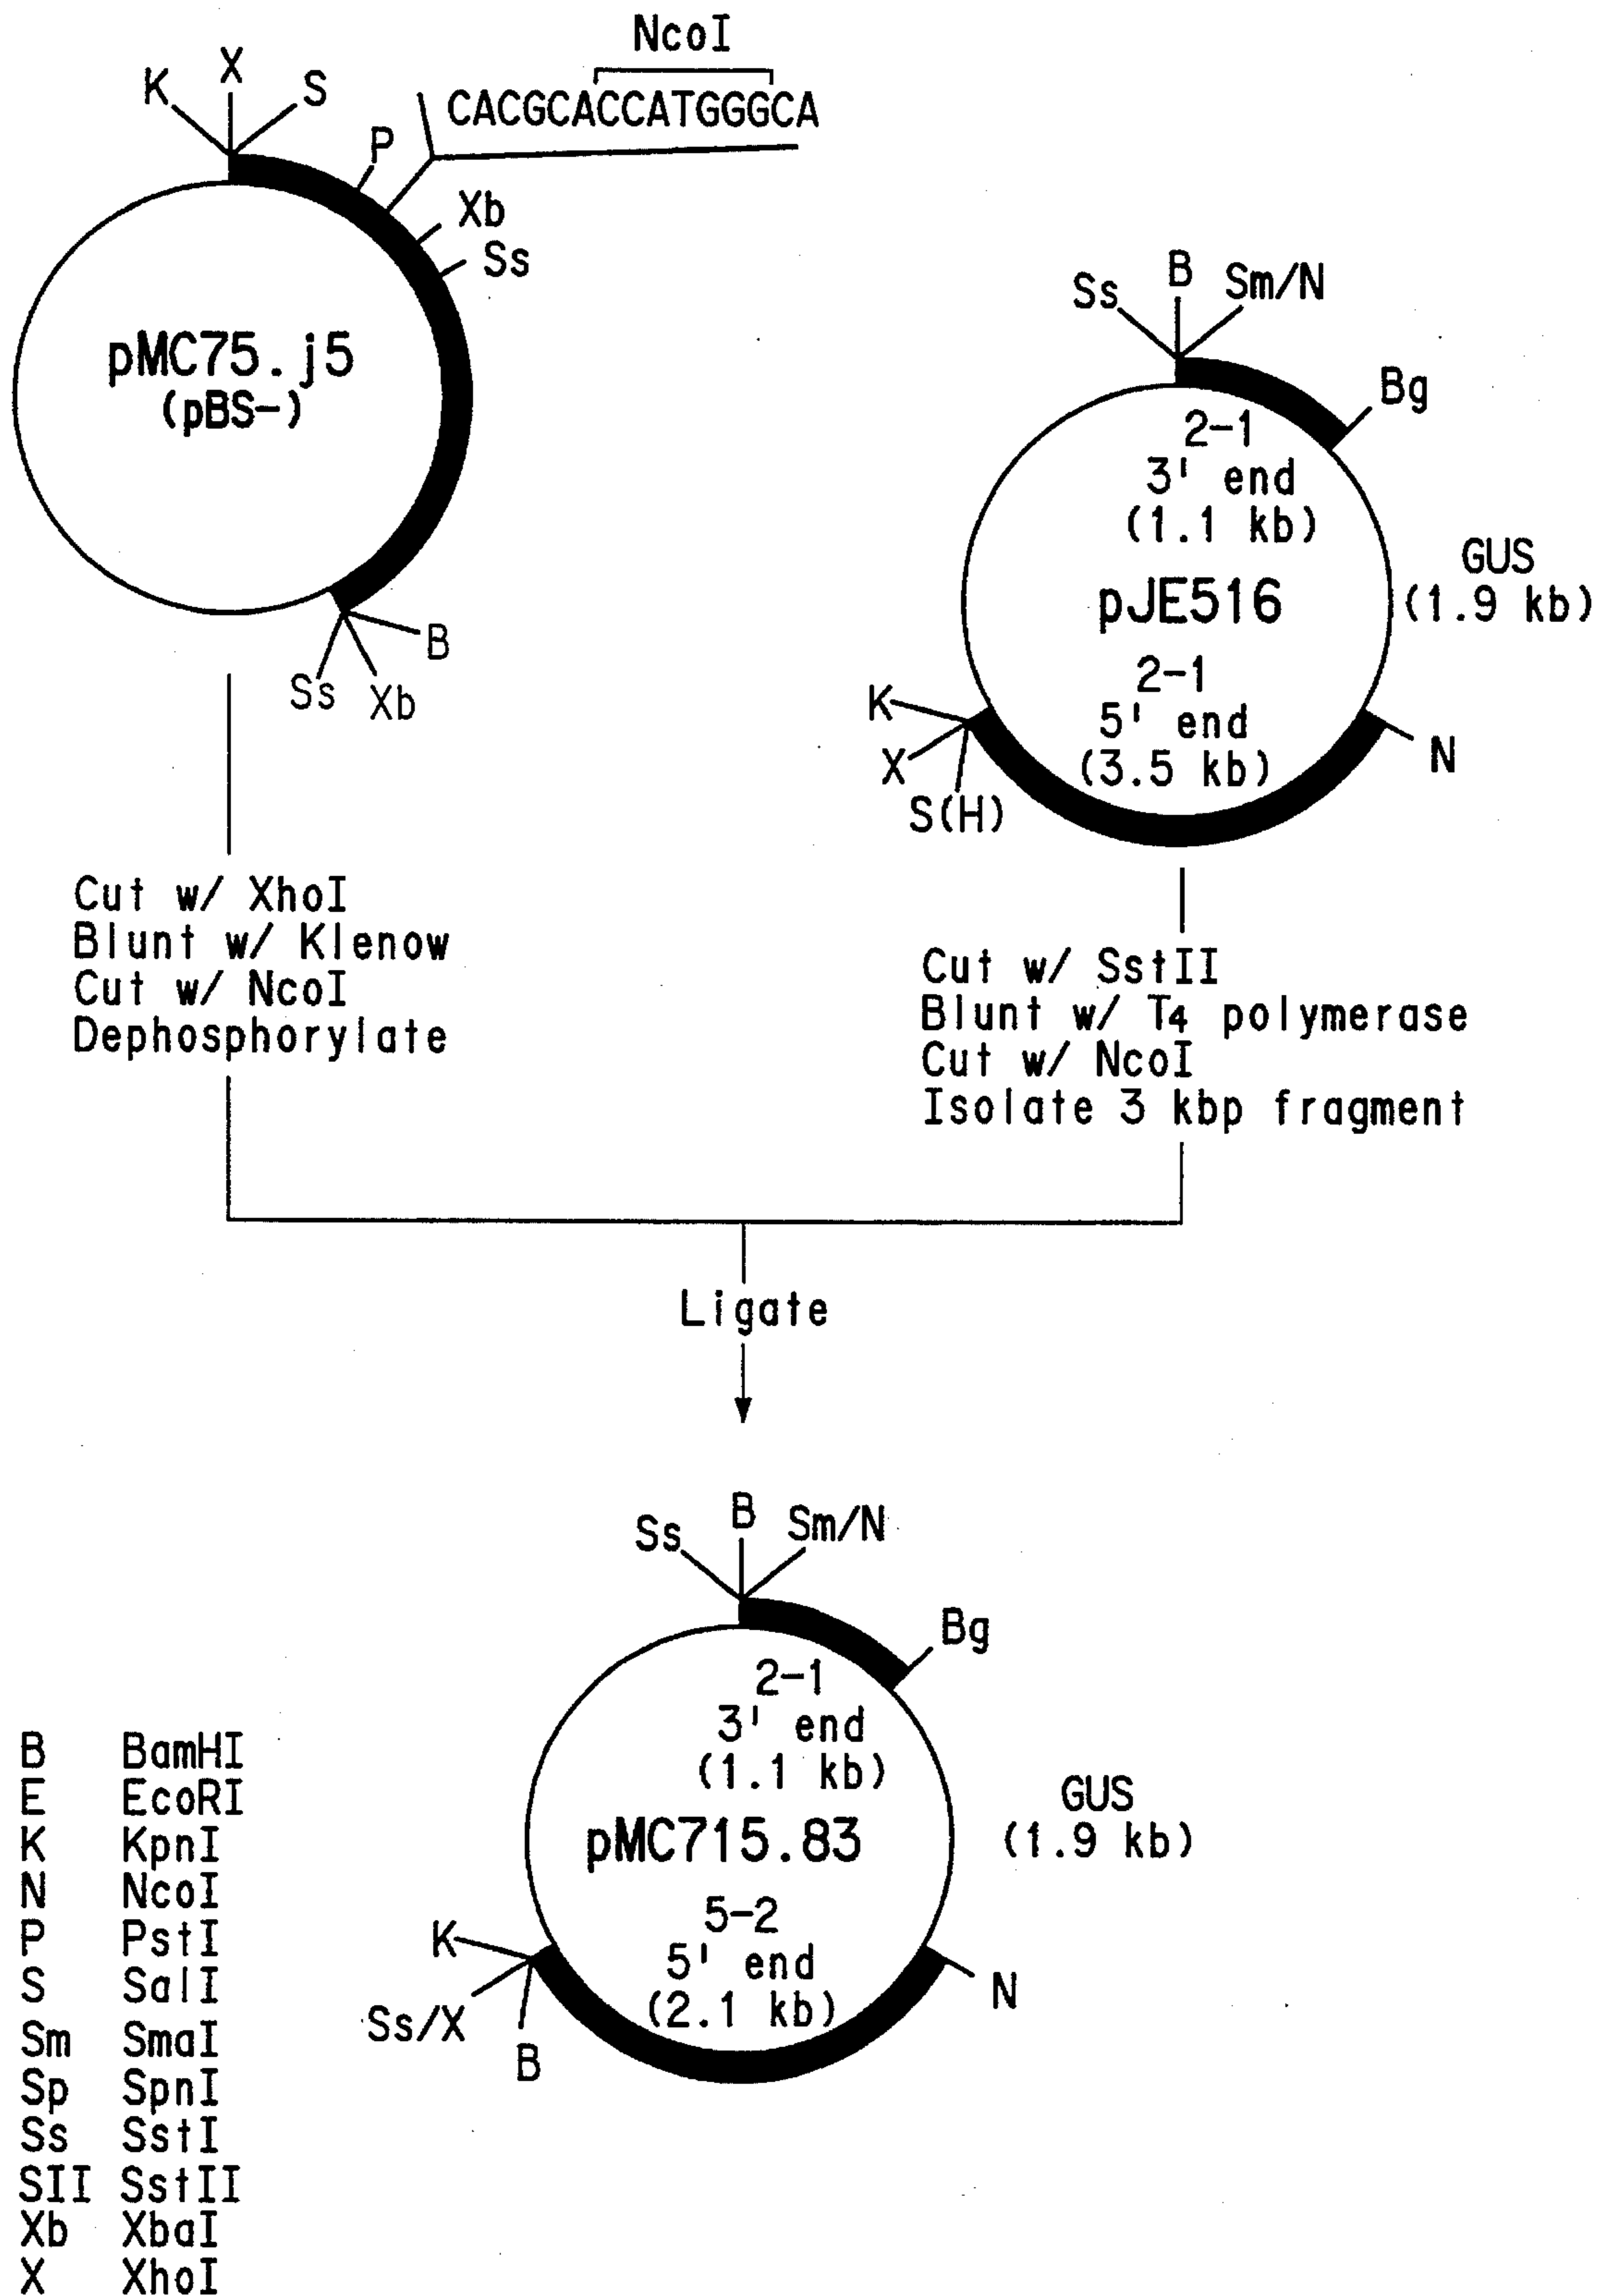 NcoI
CACGCACCATGGGCA
K
X
S
P
Xb
Ss
pMC75.j5
(pBS-)
B
Xb
Ss
Ss
B
Sm/N
Bg
2-1
3' end
(1.1 kb)
GUS
(1.9 kb)
pJE516
2-1
5' end
(3.5 kb)
K
X
S(H)
N
Cut w/ XhoI
Blunt w/ Klenow
Cut w/ NcoI
Dephosphorylate
Cut w/ SstII
Blunt w/ T4 polymerase
Cut w/ NcoI
Isolate 3 kbp fragment
Ligate
Ss
B
Sm/N
Bg
2-1
3' end
(1.1 kb)
GUS
(1.9 kb)
pMC715.83
5-2
5' end
(2.1 kb)
K
Ss/X
B
N
B BamHI
E EcoRI
K KpnI
N NcoI
P PstI
S SalI
Sm SmaI
Sp SpnI
Ss SstI
SII SstII
Xb XbaI
X XhoI